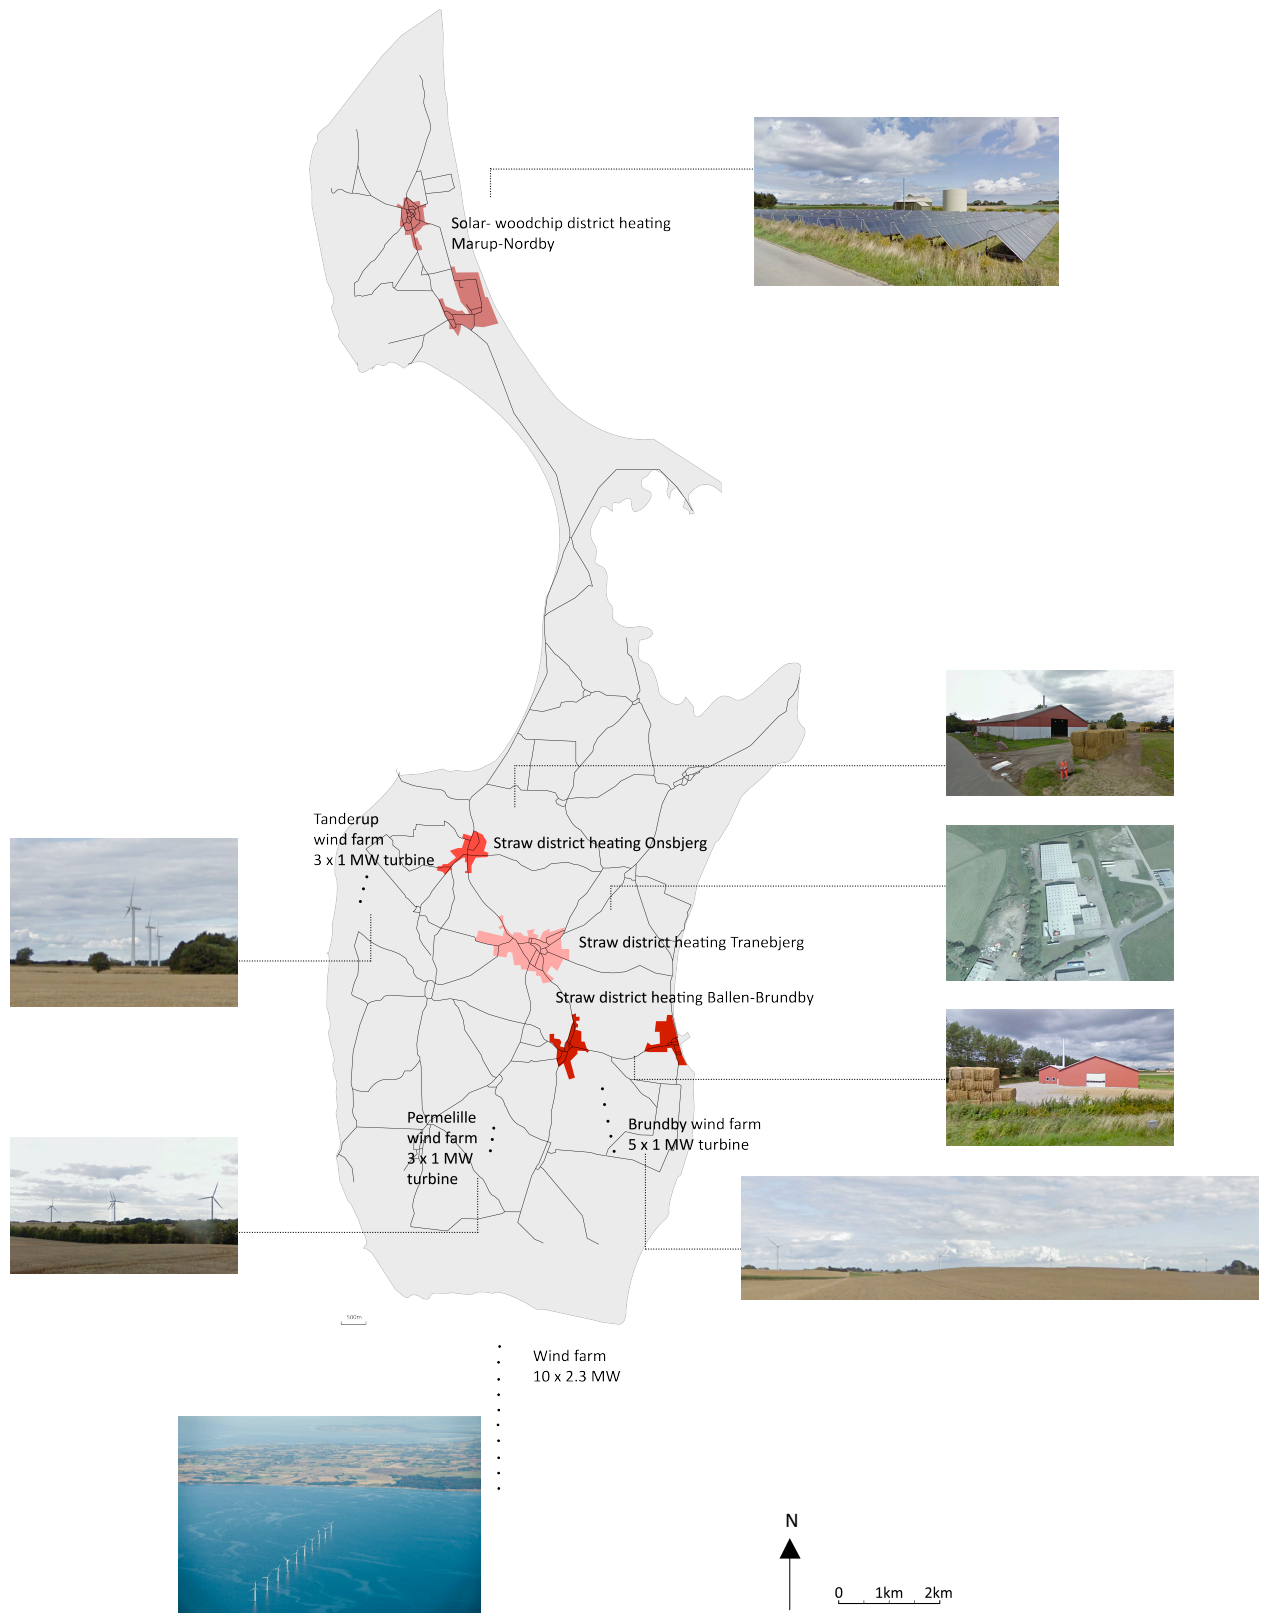 Solar- woodchip district heating
Marup-Nordby
Tanderup
wind farm
3 x 1 MW turbine
Straw district heating Onsbjerg
Straw district heating Tranebjerg
Straw district heating Ballen-Brundby
Permelille
wind farm
3 x 1 MW
turbine
Brundby wind farm
5 x 1 MW turbine
500m
Wind farm
10 x 2.3 MW
N
0 1km 2km